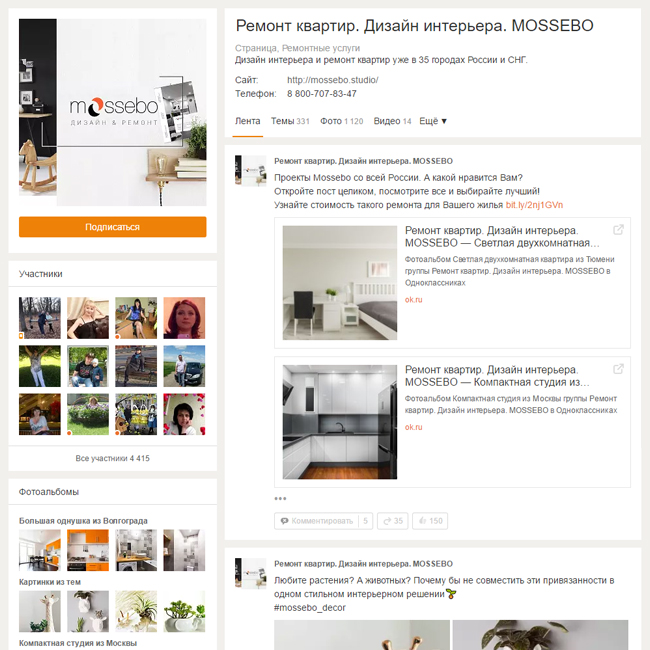 mossebo
ДИЗАЙН & РЕМОНТ
Подписаться
Участники
Все участники 4 415
Фотоальбомы
Большая однушка из Волгограда
Картинки из тем
Компактная студия из Москвы
Ремонт квартир. Дизайн интерьера. MOSSEBO
Страница, Ремонтные услуги
Дизайн интерьера и ремонт квартир уже в 35 городах России и СНГ.
Сайт: http://mossebo.studio/
Телефон: 8 800-707-83-47
Лента Темы 331 Фото 1 120 Видео 14 Ещё ▼
Ремонт квартир. Дизайн интерьера. MOSSEBO
Проекты Mossebo со всей России. А какой нравится Вам?
Откройте пост целиком, посмотрите все и выбирайте лучший!
Узнайте стоимость такого ремонта для Вашего жилья bit.ly/2nj1GVn
Ремонт квартир. Дизайн интерьера.
MOSSEBO — Светлая двухкомнатная...
Фотоальбом Светлая двухкомнатная квартира из Тюмени
группы Ремонт квартир. Дизайн интерьера. MOSSEBO в
Одноклассниках
ok.ru
Ремонт квартир. Дизайн интерьера.
MOSSEBO — Компактная студия из...
Фотоальбом Компактная студия из Москвы группы Ремонт
квартир. Дизайн интерьера. MOSSEBO в Одноклассниках
ok.ru
Комментировать 5 35 150
Ремонт квартир. Дизайн интерьера. MOSSEBO
Любите растения? А животных? Почему бы не совместить эти привязанности в
одном стильном интерьерном решении
#mossebo_decor